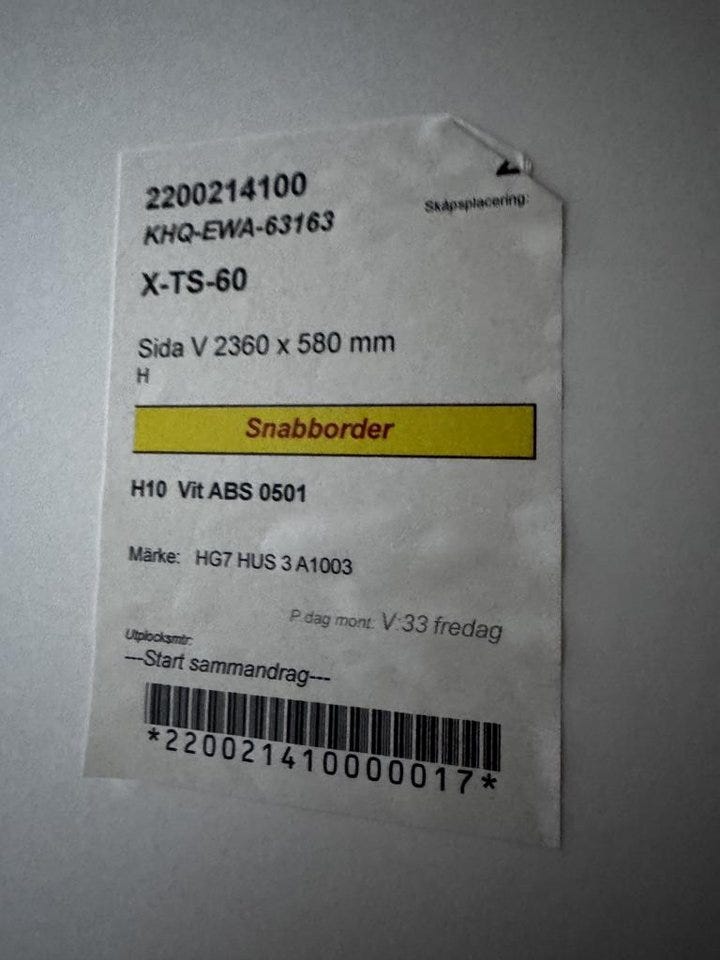 2200214100
Skåpsplacering:
KHQ-EWA-63163
X-TS-60
Sida V 2360 x 580 mm
H
Snabborder
H10 Vit ABS 0501
Märke: HG7 HUS 3 A1003
P.dag mont: V:33 fredag
Utplocksmtr:
---Start sammandrag---
*220021410000017*